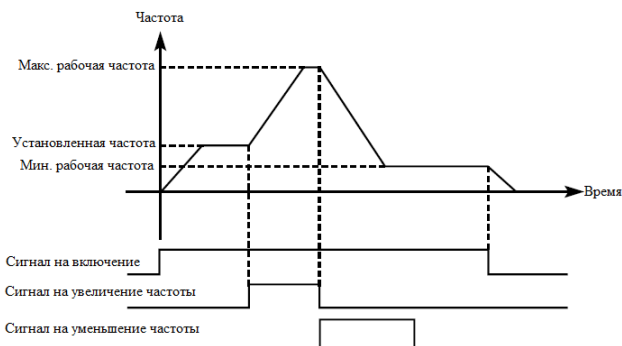 Частота
Макс. рабочая частота
Установленная частота
Мин. рабочая частота
Время
Сигнал на включение
Сигнал на увеличение частоты
Сигнал на уменьшение частоты